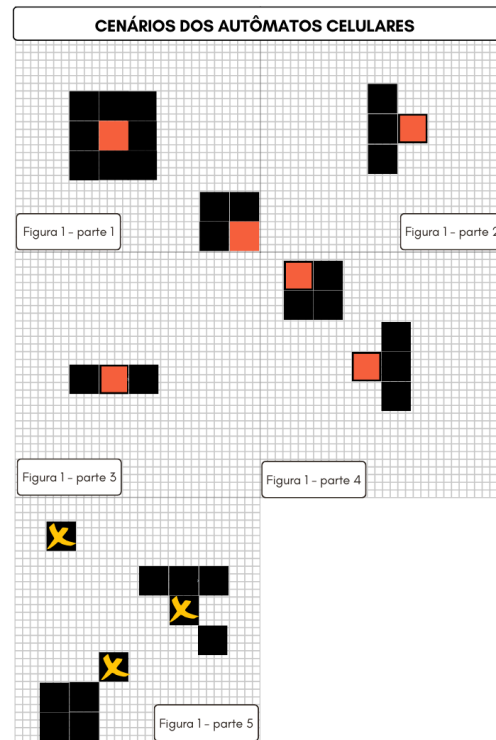 CENÁRIOS DOS AUTÔMATOS CELULARES
Figura 1 - parte 1
Figura 1 - parte 2
Figura 1 - parte 3
Figura 1 - parte 4
Figura 1 - parte 5